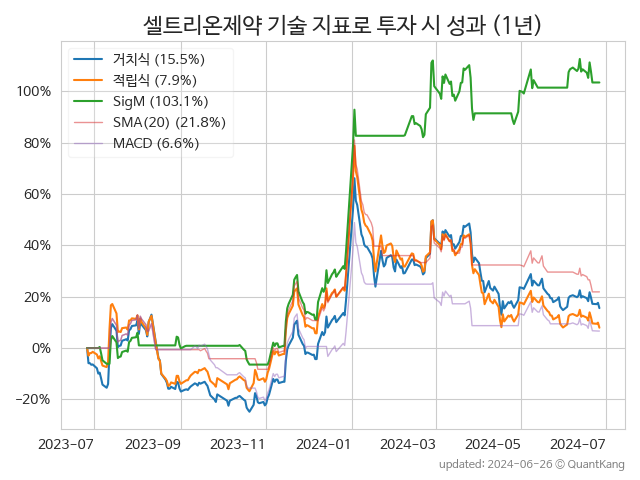 셀트리온제약 기술 지표로 투자 시 성과 (1년)
거치식 (15.5%)
적립식 (7.9%)
SigM (103.1%)
SMA(20) (21.8%)
MACD (6.6%)
100%
80%
60%
40%
20%
0%
−20%
2023-07 2023-09 2023-11 2024-01 2024-03 2024-05 2024-07
updated: 2024-06-26 ⓒ QuantKang